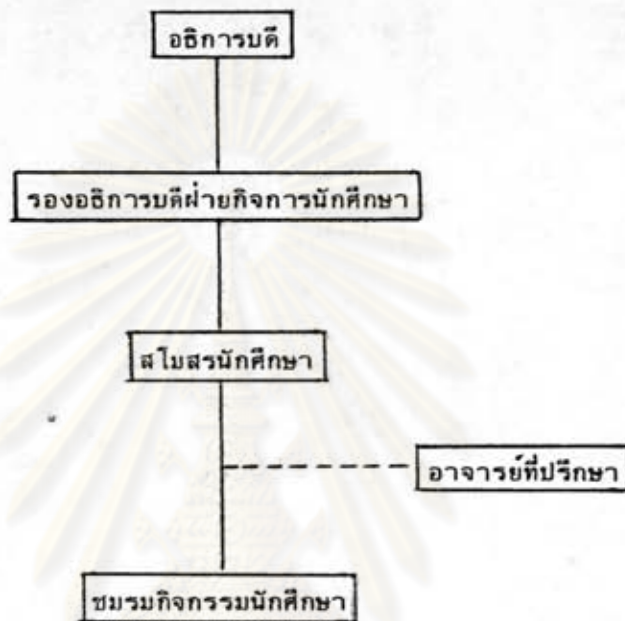 อธิการบดี
รองอธิการบดีฝ่ายกิจการนักศึกษา
สโมสรนักศึกษา
อาจารย์ที่ปรึกษา
ชมรมกิจกรรมนักศึกษา